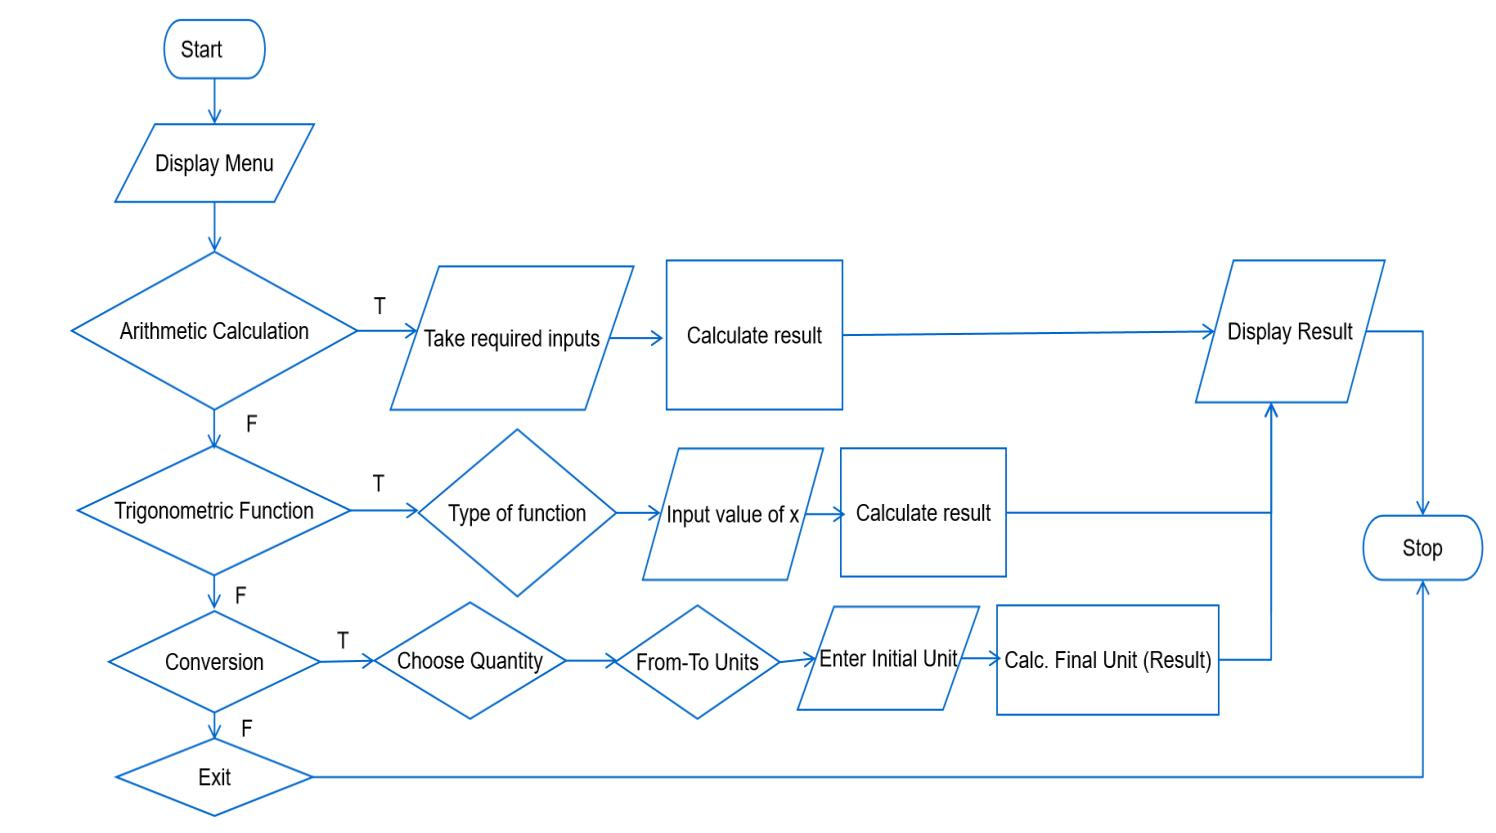 Start
Display Menu
Arithmetic Calculation
T
Take required inputs
Calculate result
Display Result
F
Trigonometric Function
T
Type of function
Input value of x
Calculate result
Stop
F
Conversion
T
Choose Quantity
From-To Units
Enter Initial Unit
Calc. Final Unit (Result)
F
Exit